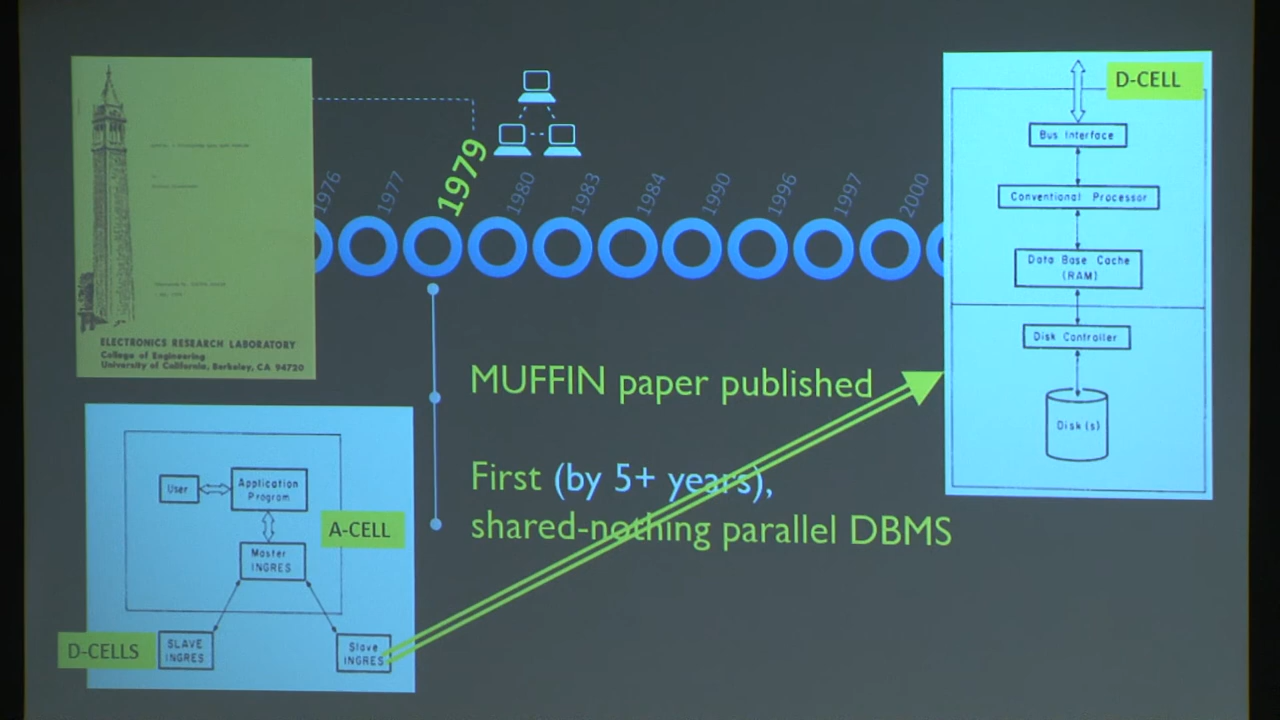 ELECTRONICS RESEARCH LABORATORY
College of Engineering
University of California, Berkeley, CA 94720
1976
1977
1979
1980
1983
1984
1990
1996
1997
2000
MUFFIN paper published
First (by 5+ years),
shared-nothing parallel DBMS
User
Application
Program
A-CELL
Master
INGRES
D-CELLS
SLAVE
INGRES
Slave
INGRES
D-CELL
Bus Interface
Conventional Processor
Data Base Cache
(RAM)
Disk Controller
Disk(s)